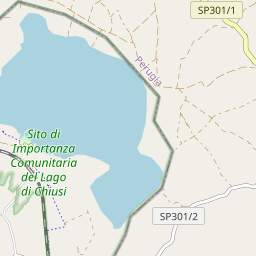 SP301/1
Perugia
Sito di
Importanza
Comunitaria
del Lago
di Chiusi
SP301/2